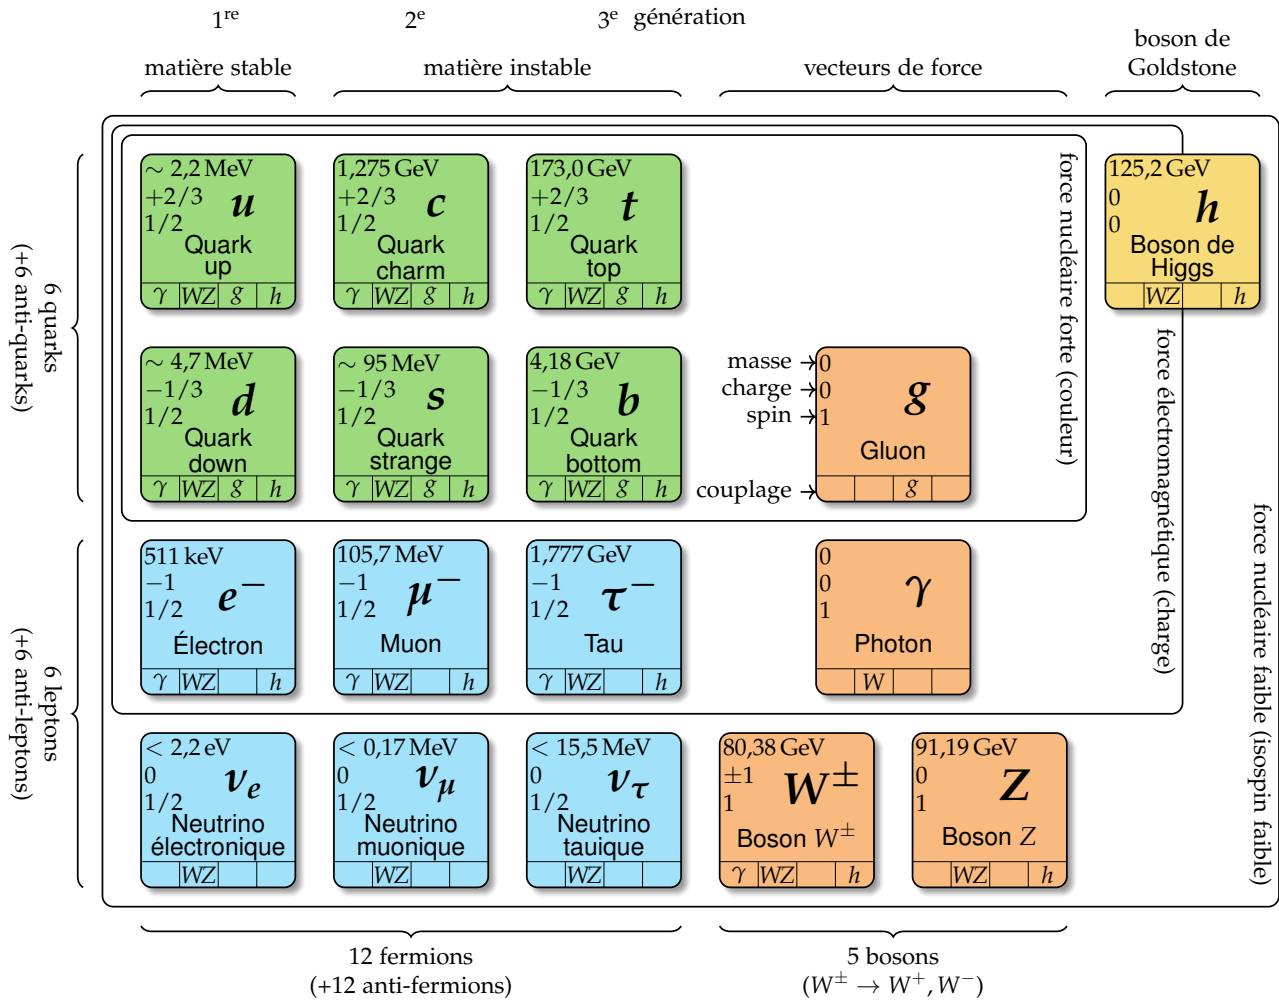 1re
2e
3e génération
matière stable
matière instable
vecteurs de force
boson de
Goldstone
6 quarks
(+6 anti-quarks)
6 leptons
(+6 anti-leptons)
∼ 2,2 MeV
+2/3
1/2
u
Quark
up
γ WZ g h
1,275 GeV
+2/3
1/2
c
Quark
charm
γ WZ g h
173,0 GeV
+2/3
1/2
t
Quark
top
γ WZ g h
force nucléaire forte (couleur)
125,2 GeV
0
0
h
Boson de
Higgs
WZ h
∼ 4,7 MeV
−1/3
1/2
d
Quark
down
γ WZ g h
∼ 95 MeV
−1/3
1/2
s
Quark
strange
γ WZ g h
4,18 GeV
−1/3
1/2
b
Quark
bottom
γ WZ g h
masse → 0
charge → 0
spin → 1
g
Gluon
couplage → g
force électromagnétique (charge)
force nucléaire faible (isospin faible)
511 keV
−1
1/2
e−
Électron
γ WZ h
105,7 MeV
−1
1/2
μ−
Muon
γ WZ h
1,777 GeV
−1
1/2
τ−
Tau
γ WZ h
0
0
1
γ
Photon
W
< 2,2 eV
0
1/2
νe
Neutrino
électronique
WZ
< 0,17 MeV
0
1/2
νμ
Neutrino
muonique
WZ
< 15,5 MeV
0
1/2
ντ
Neutrino
tauique
WZ
80,38 GeV
±1
1
W±
Boson W±
γ WZ h
91,19 GeV
0
1
Z
Boson Z
WZ h
12 fermions
(+12 anti-fermions)
5 bosons
(W± → W+, W−)